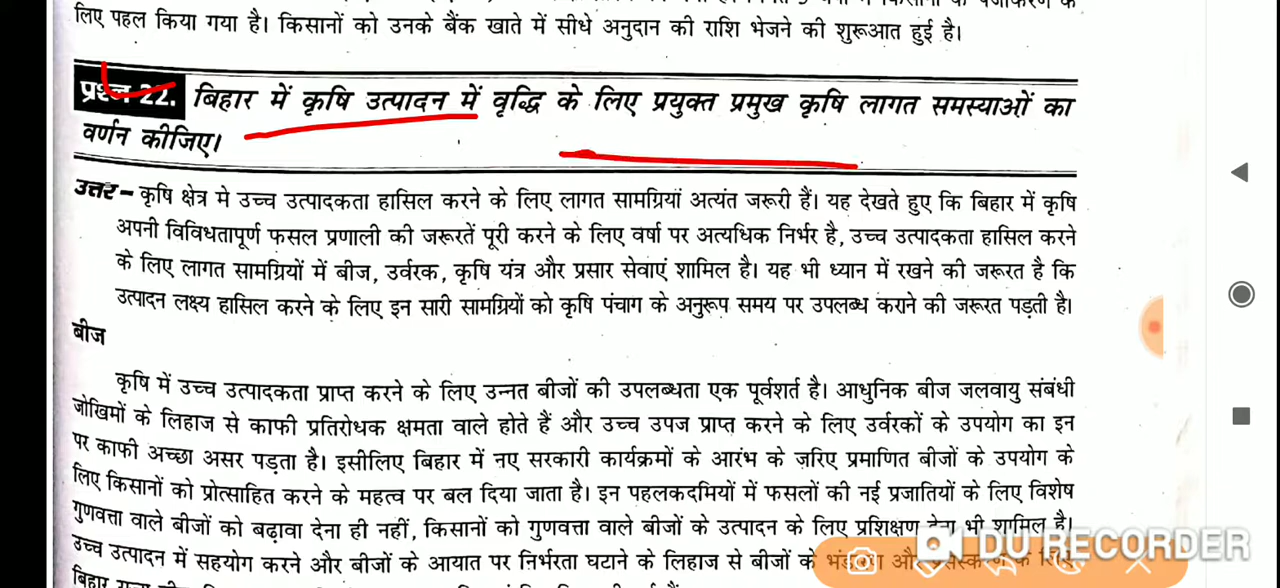 लिए पहल किया गया है। किसानों को उनके बैंक खाते में सीधे अनुदान की राशि भेजने की शुरूआत हुई है।
प्रश्न 22. बिहार में कृषि उत्पादन में वृद्धि के लिए प्रयुक्त प्रमुख कृषि लागत समस्याओं का
वर्णन कीजिए।
उत्तर – कृषि क्षेत्र मे उच्च उत्पादकता हासिल करने के लिए लागत सामग्रियां अत्यंत जरूरी हैं। यह देखते हुए कि बिहार में कृषि
अपनी विविधतापूर्ण फसल प्रणाली की जरूरतें पूरी करने के लिए वर्षा पर अत्यधिक निर्भर है, उच्च उत्पादकता हासिल करने
के लिए लागत सामग्रियों में बीज, उर्वरक, कृषि यंत्र और प्रसार सेवाएं शामिल है। यह भी ध्यान में रखने की जरूरत है कि
उत्पादन लक्ष्य हासिल करने के लिए इन सारी सामग्रियों को कृषि पंचाग के अनुरूप समय पर उपलब्ध कराने की जरूरत पड़ती है।
बीज
कृषि में उच्च उत्पादकता प्राप्त करने के लिए उन्नत बीजों की उपलब्धता एक पूर्वशर्त है। आधुनिक बीज जलवायु संबंधी
जोखिमों के लिहाज से काफी प्रतिरोधक क्षमता वाले होते हैं और उच्च उपज प्राप्त करने के लिए उर्वरकों के उपयोग का इन
पर काफी अच्छा असर पड़ता है। इसीलिए बिहार में नए सरकारी कार्यक्रमों के आरंभ के ज़रिए प्रमाणित बीजों के उपयोग के
लिए किसानों को प्रोत्साहित करने के महत्व पर बल दिया जाता है। इन पहलकदमियों में फसलों की नई प्रजातियों के लिए विशेष
गुणवत्ता वाले बीजों को बढ़ावा देना ही नहीं, किसानों को गुणवत्ता वाले बीजों के उत्पादन के लिए प्रशिक्षण देना भी शामिल है।
उच्च उत्पादन में सहयोग करने और बीजों के आयात पर निर्भरता घटाने के लिहाज से बीजों के और के लिए
बिहार
DU RECORDER